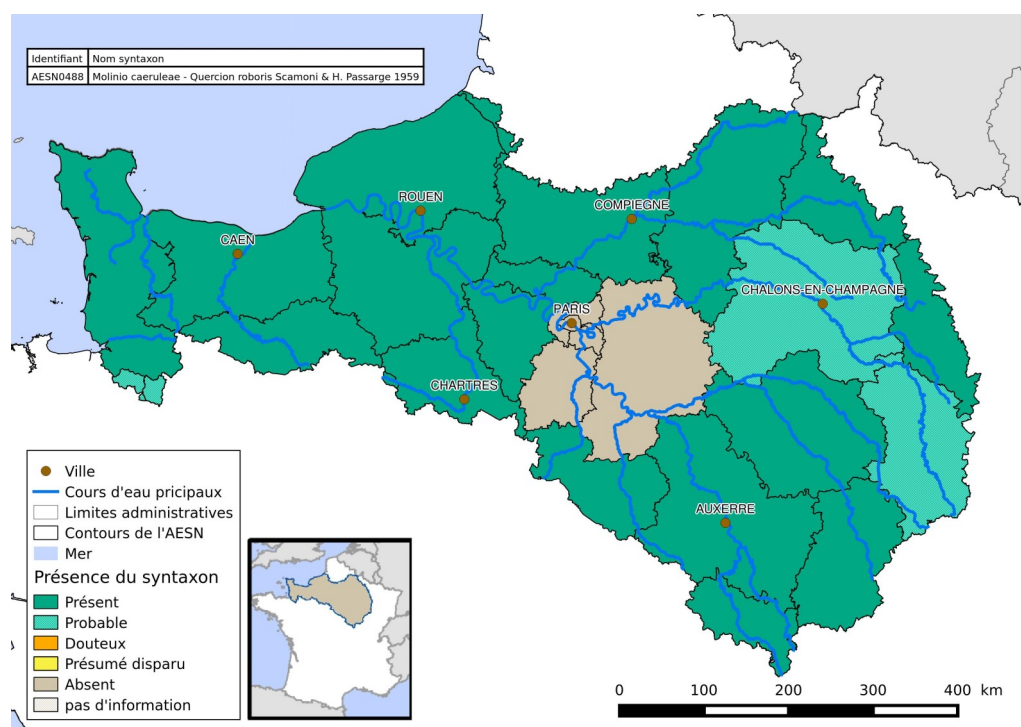 Identifiant Nom syntaxon
AESN0488 Molinio caeruleae - Quercion roboris Scamoni & H. Passarge 1959
ROUEN
COMPIEGNE
CAEN
CHALONS-EN-CHAMPAGNE
PARIS
CHARTRES
AUXERRE
Ville
Cours d'eau pricipaux
Limites administratives
Contours de l'AESN
Mer
Présence du syntaxon
Présent
Probable
Douteux
Présumé disparu
Absent
pas d'information
0 100 200 300 400 km